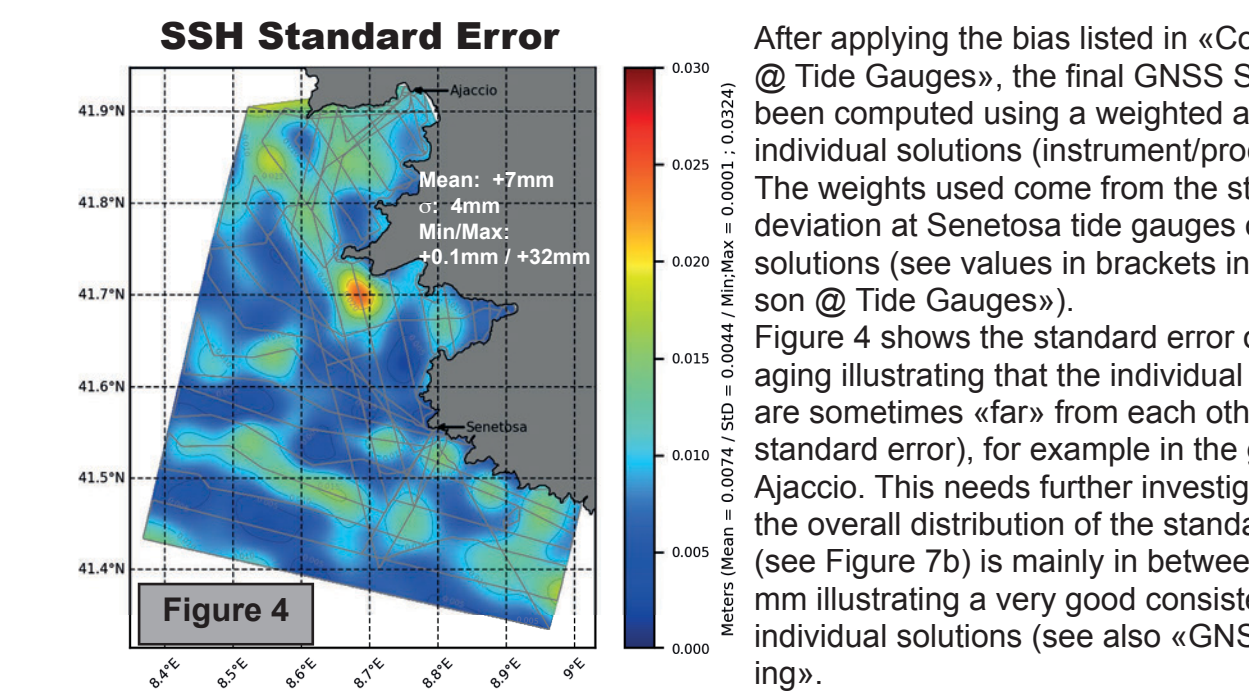 SSH Standard Error
41.9°N
41.8°N
41.7°N
41.6°N
41.5°N
41.4°N
8.4°E
8.5°E
8.6°E
8.7°E
8.8°E
8.9°E
9°E
Ajaccio
Mean: +7mm
σ: 4mm
Min/Max:
+0.1mm / +32mm
Senetosa
Figure 4
0.030
0.025
0.020
0.015
0.010
0.005
0.000
Meters (Mean = 0.0074 / StD = 0.0044 / Min;Max = 0.0001 ; 0.0324)
After applying the bias listed in «Co
@ Tide Gauges», the final GNSS S
been computed using a weighted a
individual solutions (instrument/pro
The weights used come from the st
deviation at Senetosa tide gauges
solutions (see values in brackets in
son @ Tide Gauges»).
Figure 4 shows the standard error
aging illustrating that the individual
are sometimes «far» from each oth
standard error), for example in the
Ajaccio. This needs further investig
the overall distribution of the standa
(see Figure 7b) is mainly in between
mm illustrating a very good consiste
individual solutions (see also «GNS
ing».